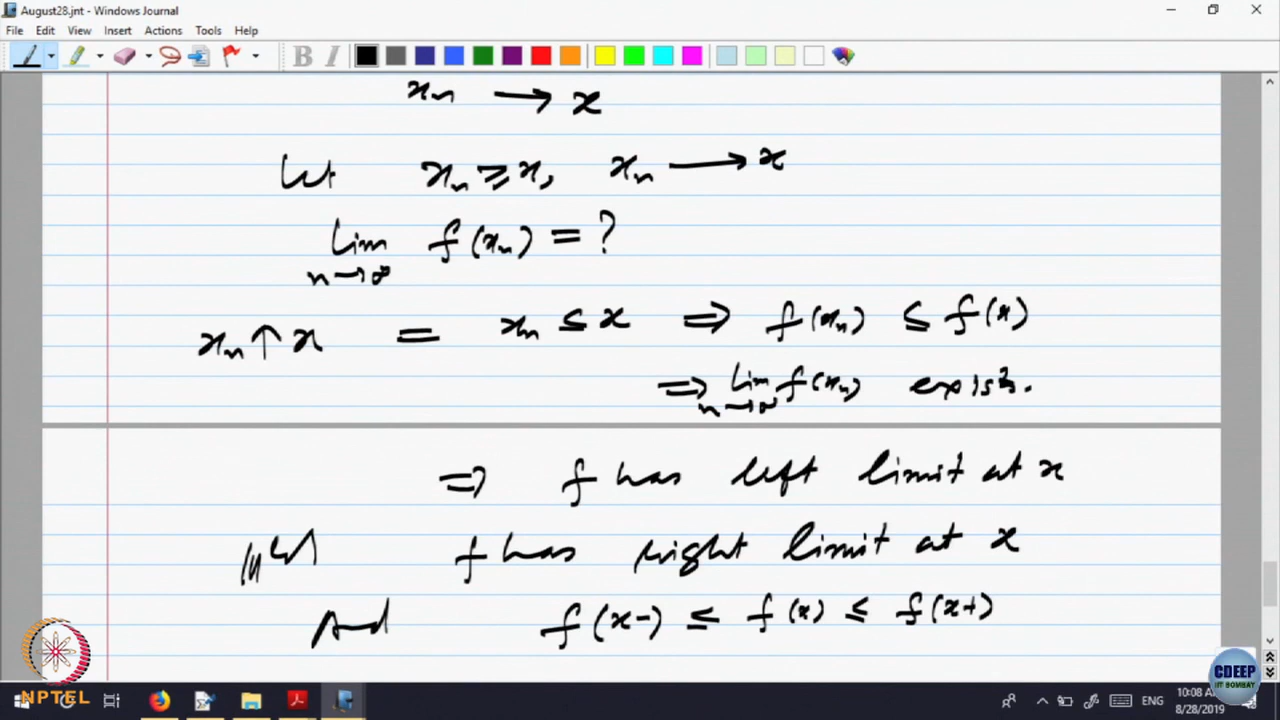 August28.jnt - Windows Journal
File Edit View Insert Actions Tools Help
B I
xₙ → x
Let xₙ ≥ x, xₙ → x
lim f(xₙ) = ?
n→∞
xₙ ↑ x = xₙ ≤ x ⇒ f(xₙ) ≤ f(x)
⇒ lim f(xₙ) exists.
n→∞
⇒ f has left limit at x
f has right limit at x
And f(x-) ≤ f(x) ≤ f(x+)
NPTEL
CDEEP
IIT BOMBAY
ENG
10:08 A
8/28/2019